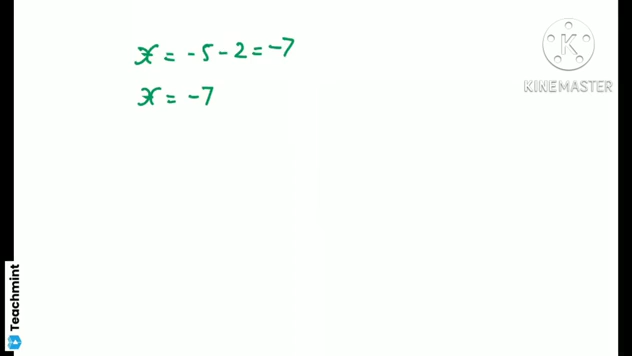 x = -5 - 2 = -7
x = -7
KINEMASTER
Teachmint